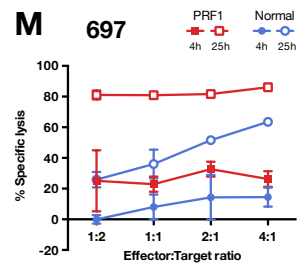 M 697
PRF1 Normal
4h 25h 4h 25h
% Specific lysis
100
80
60
40
20
0
-20
1:2 1:1 2:1 4:1
Effector:Target ratio